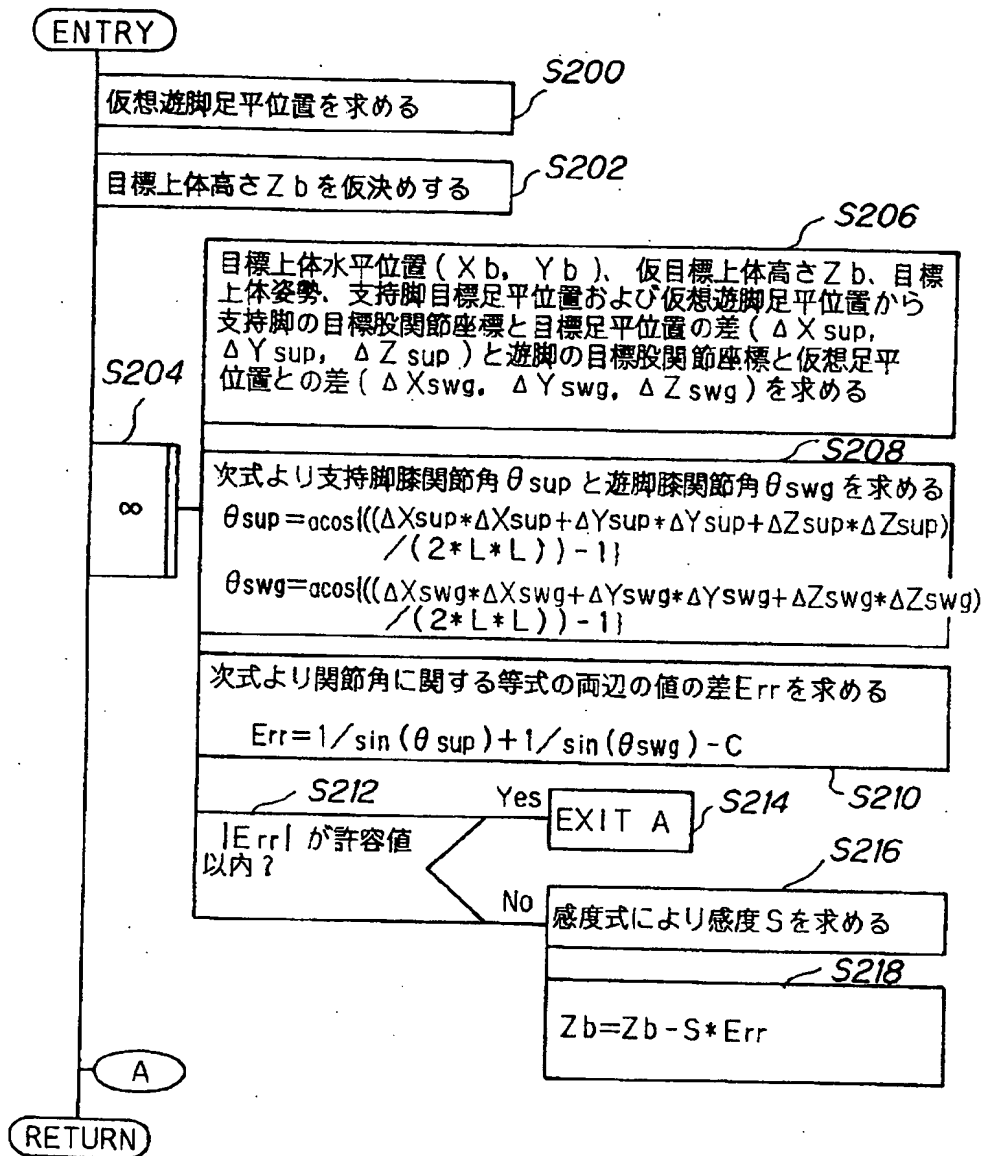 ENTRY
S200
仮想遊脚足平位置を求める
S202
目標上体高さZbを仮決めする
S206
目標上体水平位置(Xb, Yb)、仮目標上体高さZb、目標
上体姿勢、支持脚目標足平位置および仮想遊脚足平位置から
支持脚の目標股関節座標と目標足平位置の差(ΔXsup,
ΔYsup, ΔZsup)と遊脚の目標股関節座標と仮想足平
位置との差(ΔXswg, ΔYswg, ΔZswg)を求める
S204
∞
S208
次式より支持脚膝関節角θsupと遊脚膝関節角θswgを求める
θsup=acos{((ΔXsup*ΔXsup+ΔYsup*ΔYsup+ΔZsup*ΔZsup)
/(2*L*L))-1}
θswg=acos{((ΔXswg*ΔXswg+ΔYswg*ΔYswg+ΔZswg*ΔZswg)
/(2*L*L))-1}
次式より関節角に関する等式の両辺の値の差Errを求める
Err=1/sin(θsup)+1/sin(θswg)-C
S210
S212
|Err|が許容値
以内?
Yes
EXIT A
S214
No
S216
感度式により感度Sを求める
S218
Zb=Zb-S*Err
A
RETURN